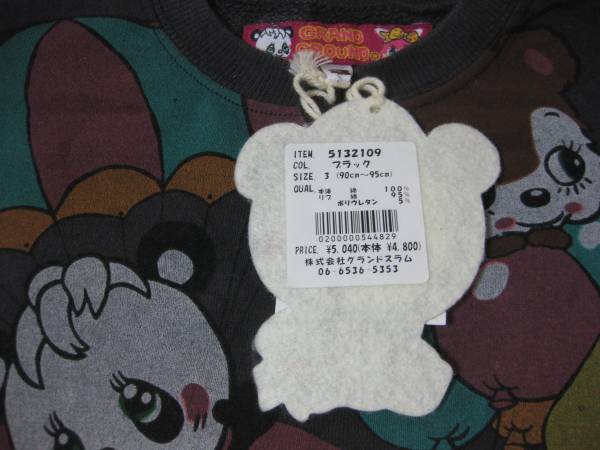 GRAND
GROUND
ITEM. 5132109
COL. ブラック
SIZE. 3 (90cm～95cm)
QUAL. 本体 綿 100%
リブ 綿 95%
ポリウレタン 5%
0200000544829
PRICE. ¥5,040(本体 ¥4,800)
株式会社グランドスラム
06-6536-5353